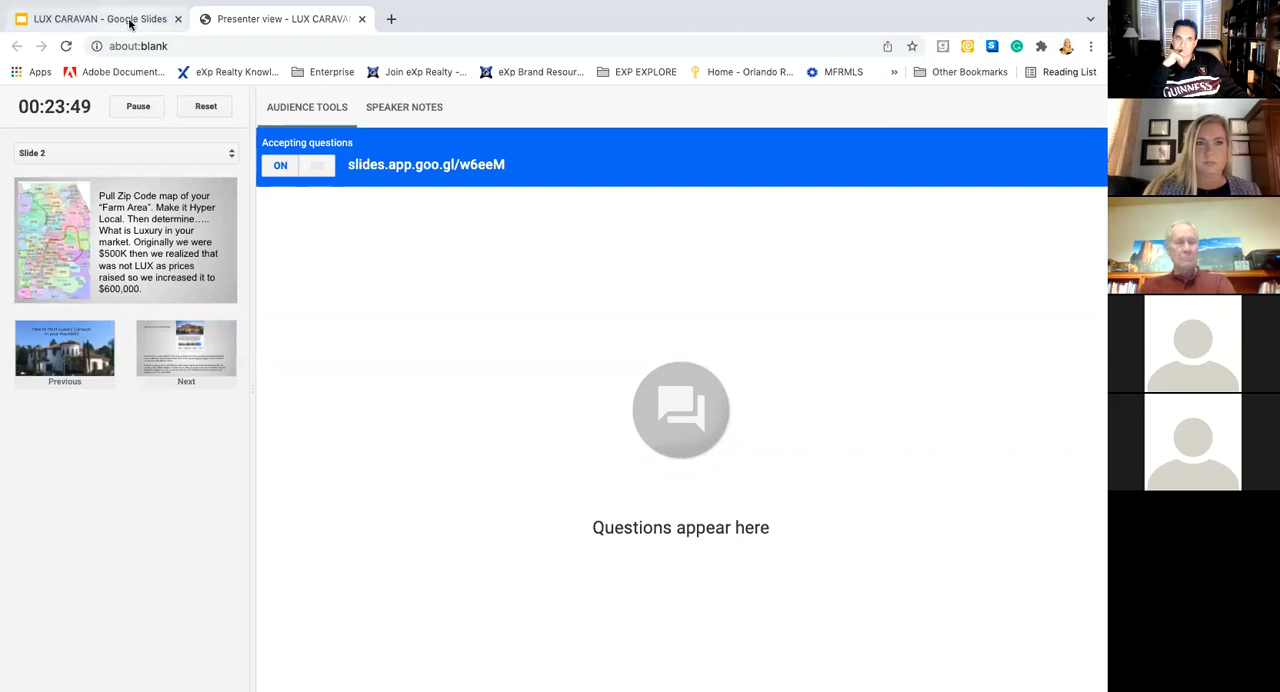 LUX CARAVAN - Google Slides
Presenter view - LUX CARAVA
about:blank
Apps
Adobe Document...
eXp Realty Knowl...
Enterprise
Join eXp Realty -...
eXp Brand Resour...
EXP EXPLORE
Home - Orlando R...
MFRMLS
»
Other Bookmarks
Reading List
00:23:49
Pause
Reset
AUDIENCE TOOLS
SPEAKER NOTES
Accepting questions
ON
slides.app.goo.gl/w6eeM
Slide 2
Pull Zip Code map of your
"Farm Area". Make it Hyper
Local. Then determine.....
What is Luxury in your
market. Originally we were
$500K then we realized that
was not LUX as prices
raised so we increased it to
$600,000.
in your Market!!!
Previous
Next
Questions appear here
GUINNESS